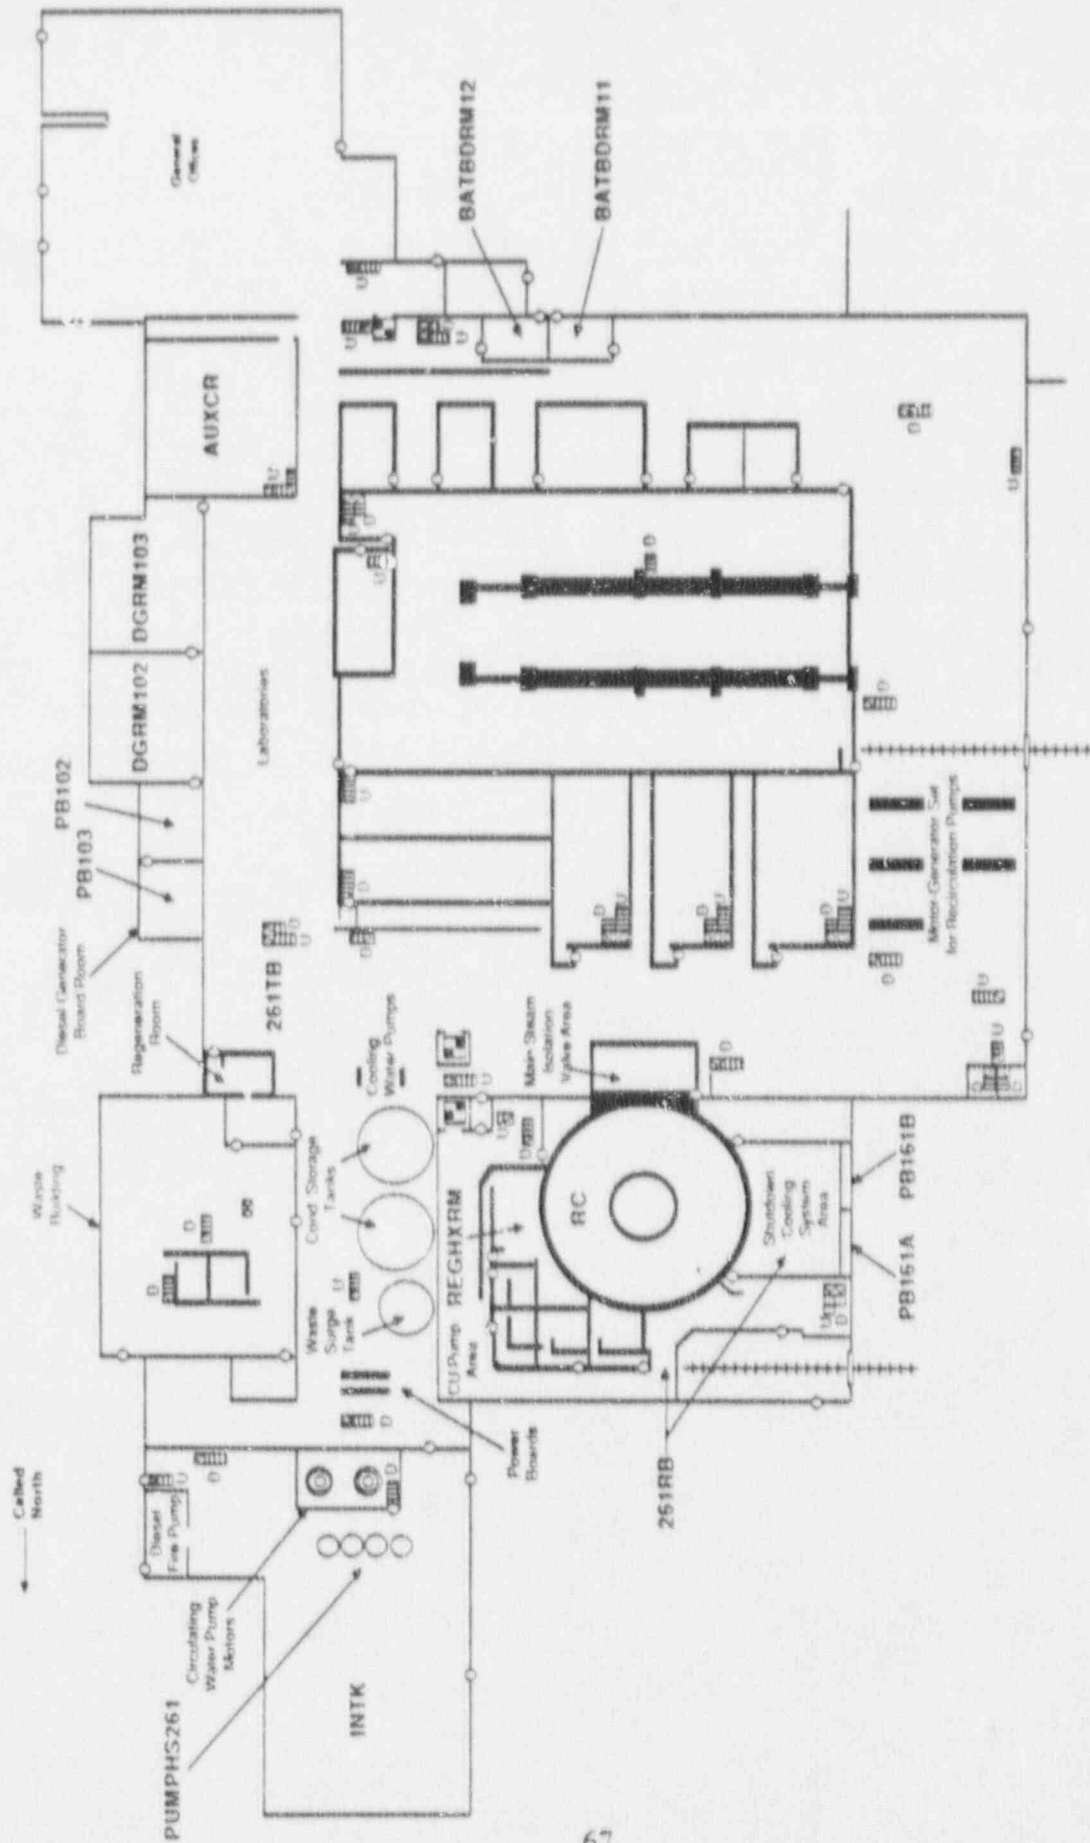 Called
North
PUMPHS261
Diesel
Fire Pump
Circulating
Water Pump
Motors
INTK
Waste
Building
Diesel-Generator
Board Room
Regeneration
Room
PB103
PB102
DGRM102
DGRM103
AUXCR
General
Offices
Laboratories
261TB
Waste
Surge
Tank
Cond Storage
Tanks
Cooling
Water Pumps
Power
Boards
CU Pump
Area
REGHXRM
RC
Main Steam
Isolation
Valve Area
BATBDRM12
BATBDRM11
Shutdown
Cooling
System
Area
261RB
PB161A
PB161B
Motor-Generator Set
for Recirculation Pumps
U
D